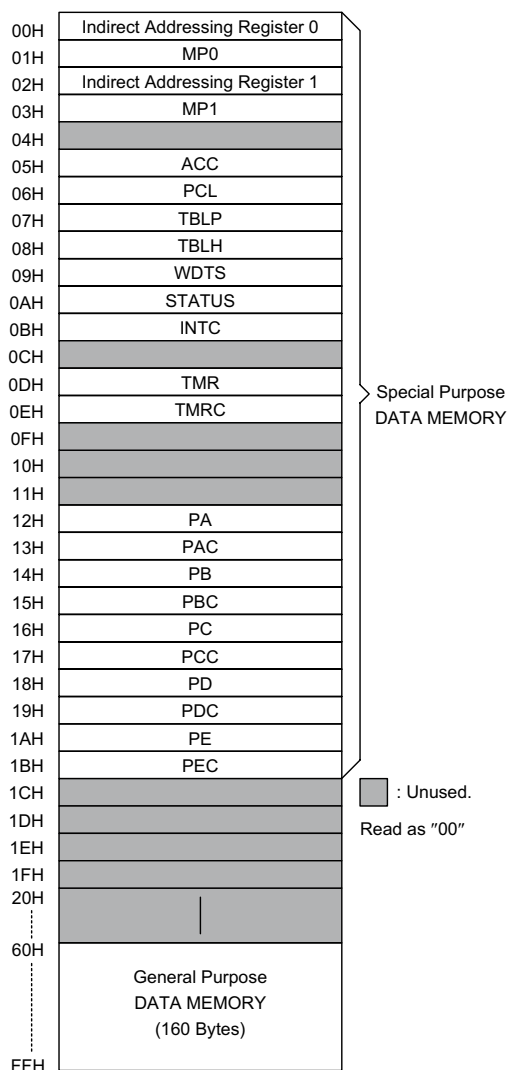 00H Indirect Addressing Register 0
01H MP0
02H Indirect Addressing Register 1
03H MP1
04H
05H ACC
06H PCL
07H TBLP
08H TBLH
09H WDTS
0AH STATUS
0BH INTC
0CH
0DH TMR
0EH TMRC
Special Purpose
DATA MEMORY
0FH
10H
11H
12H PA
13H PAC
14H PB
15H PBC
16H PC
17H PCC
18H PD
19H PDC
1AH PE
1BH PEC
1CH
: Unused.
1DH
Read as "00"
1EH
1FH
20H
60H
General Purpose
DATA MEMORY
(160 Bytes)
FFH